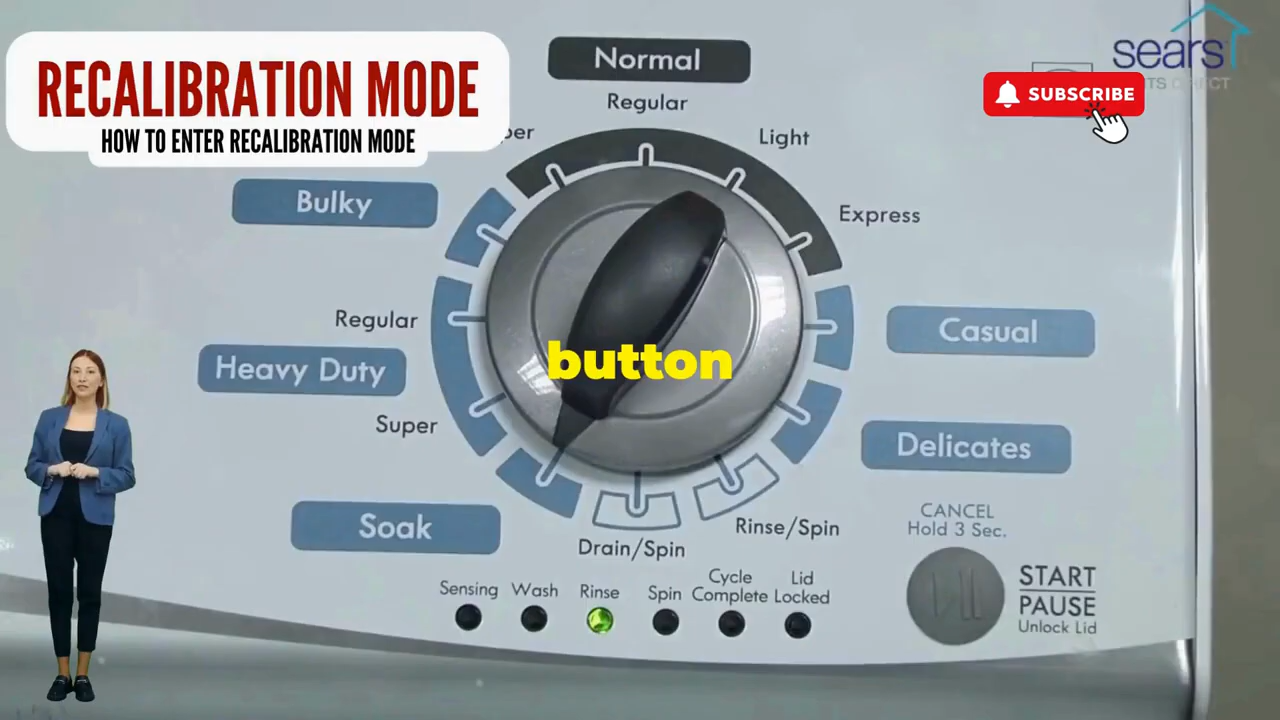 RECALIBRATION MODE
HOW TO ENTER RECALIBRATION MODE
sears
SUBSCRIBE
Normal
Regular
Light
Express
Bulky
Regular
Heavy Duty
Super
Soak
Casual
Delicates
Rinse/Spin
Drain/Spin
button
CANCEL
Hold 3 Sec.
START
PAUSE
Unlock Lid
Sensing
Wash
Rinse
Spin
Cycle
Complete
Lid
Locked